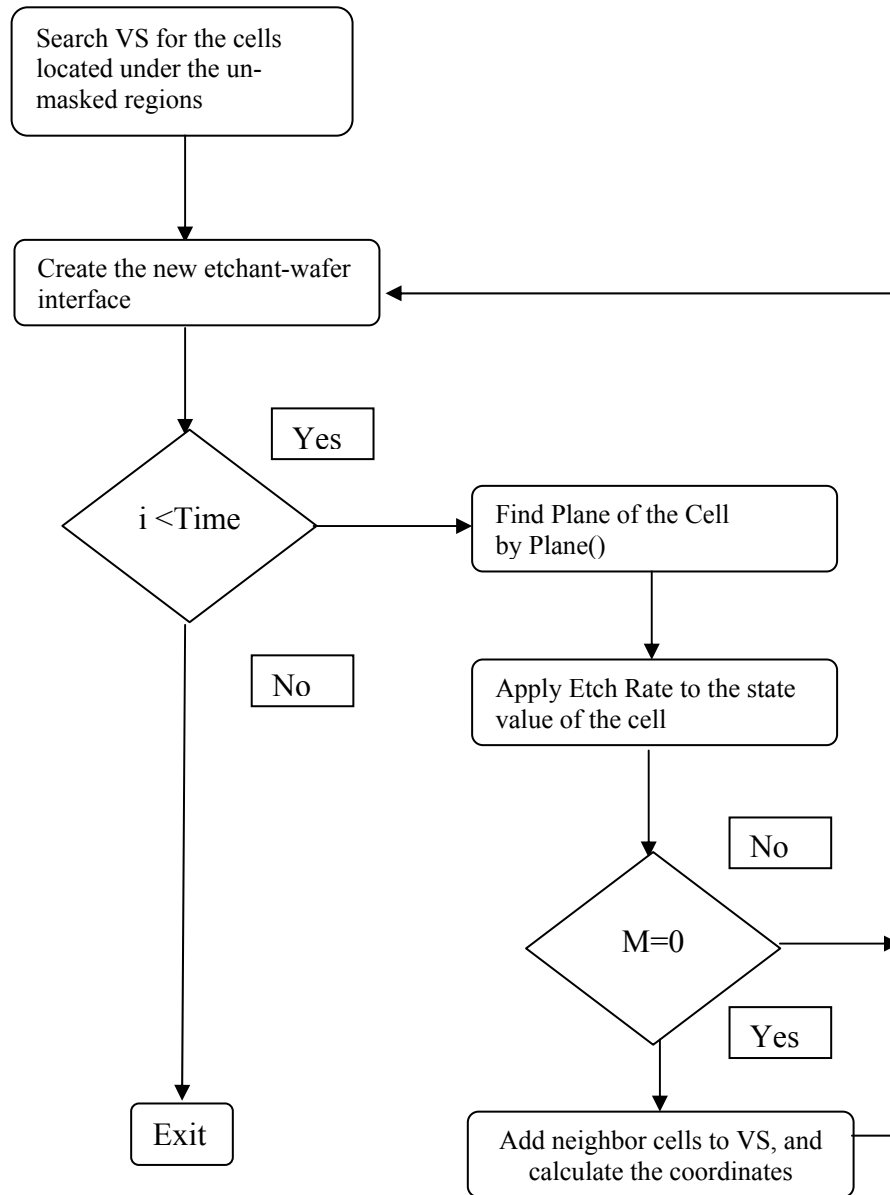 Search VS for the cells
located under the un-
masked regions
Create the new etchant-wafer
interface
Yes
i <Time
Find Plane of the Cell
by Plane()
No
Apply Etch Rate to the state
value of the cell
No
M=0
Yes
Exit
Add neighbor cells to VS, and
calculate the coordinates